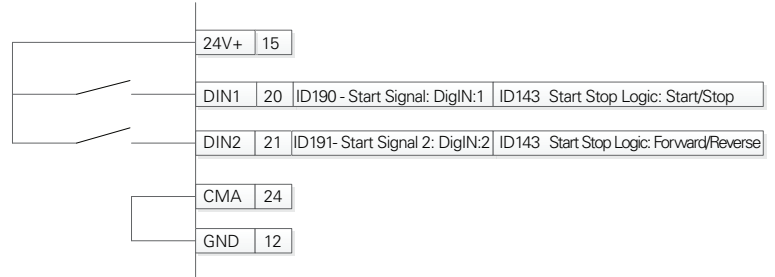 24V+ 15
DIN1 20 ID190 - Start Signal: DigIN:1 ID143 Start Stop Logic: Start/Stop
DIN2 21 ID191- Start Signal 2: DigIN:2 ID143 Start Stop Logic: Forward/Reverse
CMA 24
GND 12